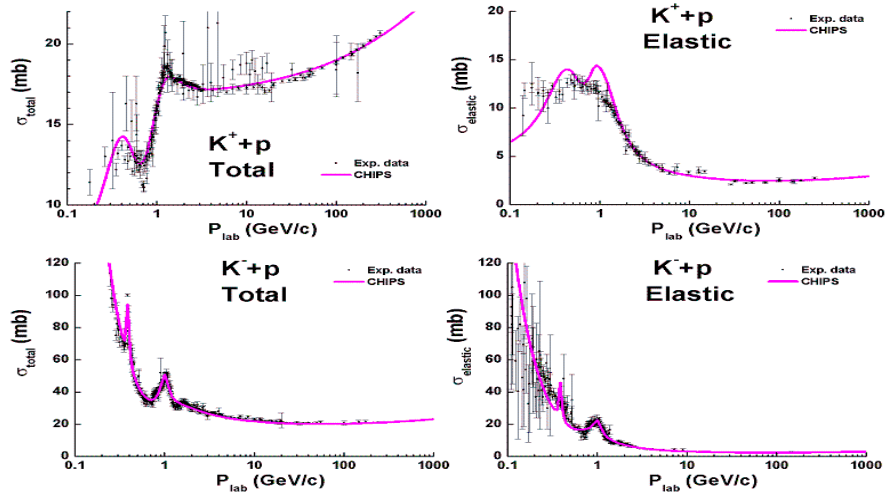 K⁺+p
Total
Exp. data
CHIPS
σtotal (mb)
20
15
10
0.1 1 10 100 1000
Plab (GeV/c)
K⁺+p
Elastic
Exp. data
CHIPS
σelastic (mb)
20
15
10
5
0
0.1 1 10 100 1000
Plab (GeV/c)
K⁻+p
Total
Exp. data
CHIPS
σtotal (mb)
120
100
80
60
40
20
0
0.1 1 10 100 1000
Plab (GeV/c)
K⁻+p
Elastic
Exp. data
CHIPS
σelastic (mb)
120
100
80
60
40
20
0
0.1 1 10 100 1000
Plab (GeV/c)